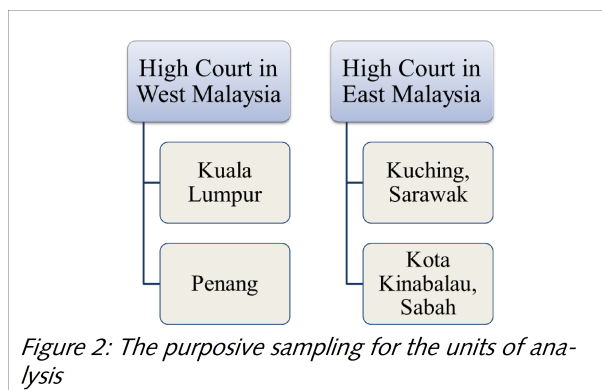 High Court in
West Malaysia
Kuala
Lumpur
Penang
High Court in
East Malaysia
Kuching,
Sarawak
Kota
Kinabalau,
Sabah
Figure 2: The purposive sampling for the units of ana-
lysis